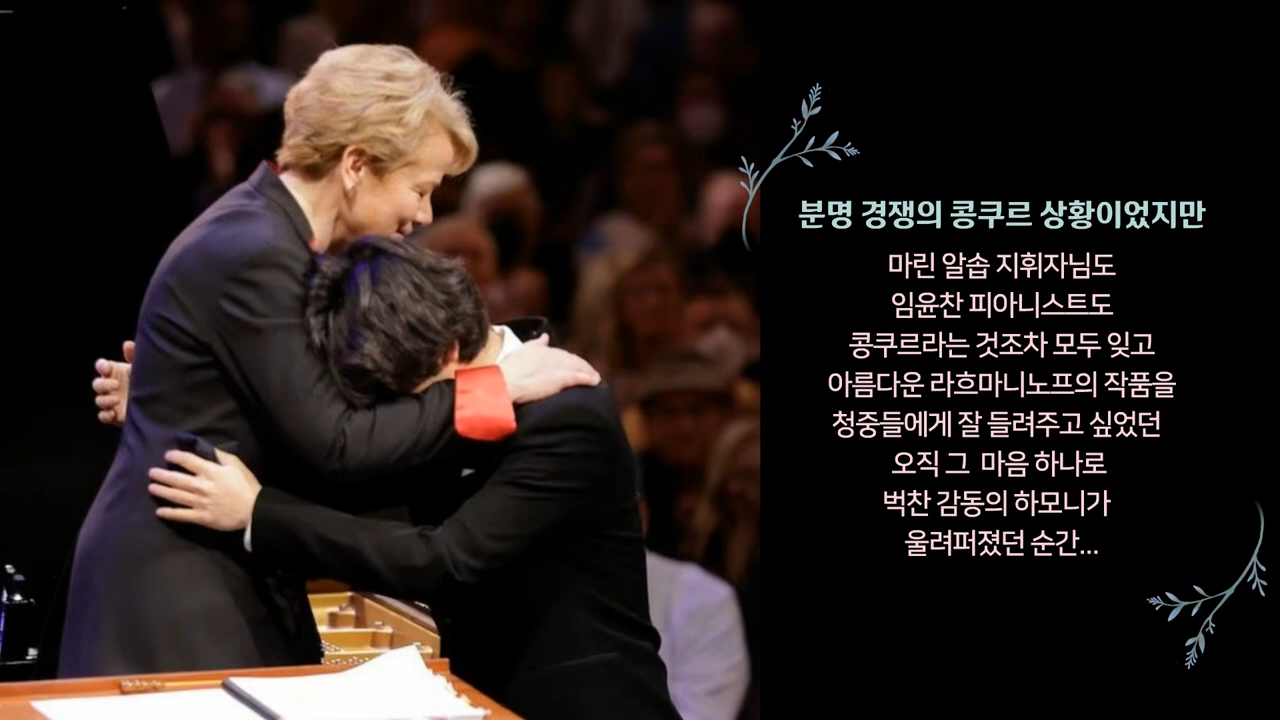 분명 경쟁의 콩쿠르 상황이었지만
마린 알솝 지휘자님도
임윤찬 피아니스트도
콩쿠르라는 것조차 모두 잊고
아름다운 라흐마니노프의 작품을
청중들에게 잘 들려주고 싶었던
오직 그 마음 하나로
벅찬 감동의 하모니가
울려퍼졌던 순간...